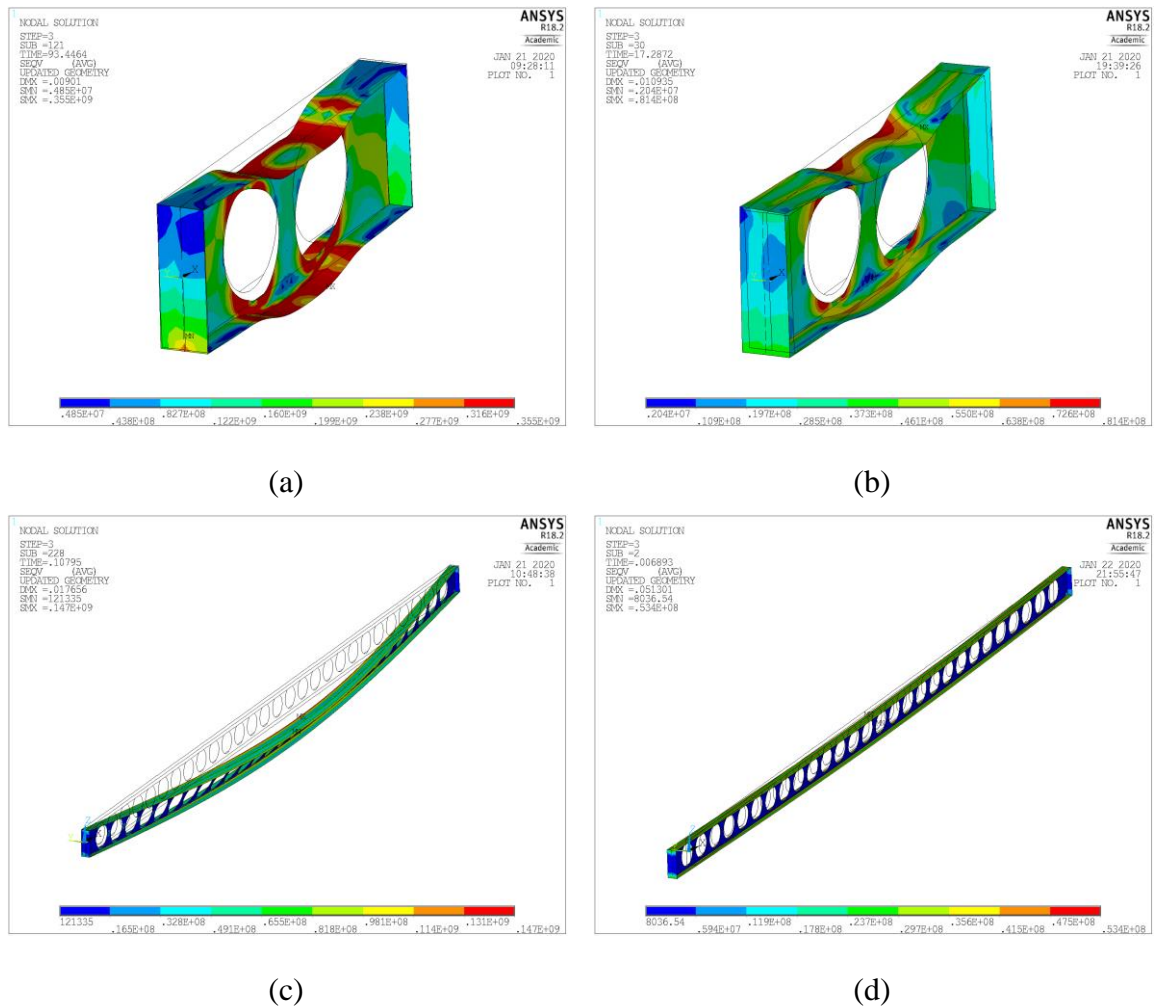 1
NODAL SOLUTION
STEP=3
SUB =121
TIME=93.4464
SEQV (AVG)
UPDATED GEOMETRY
DMX =.00901
SMN =.485E+07
SMX =.355E+09
ANSYS
R18.2
Academic
JAN 21 2020
09:28:11
PLOT NO. 1
X
MX
MN
.485E+07 .827E+08 .160E+09 .238E+09 .316E+09
.438E+08 .122E+09 .199E+09 .277E+09 .355E+09
(a)
1
NODAL SOLUTION
STEP=3
SUB =30
TIME=17.2872
SEQV (AVG)
UPDATED GEOMETRY
DMX =.010935
SMN =.204E+07
SMX =.814E+08
ANSYS
R18.2
Academic
JAN 21 2020
19:39:26
PLOT NO. 1
MX
X
.204E+07 .197E+08 .373E+08 .550E+08 .726E+08
.109E+08 .285E+08 .461E+08 .638E+08 .814E+08
(b)
1
NODAL SOLUTION
STEP=3
SUB =228
TIME=.10795
SEQV (AVG)
UPDATED GEOMETRY
DMX =.017656
SMN =121335
SMX =.147E+09
ANSYS
R18.2
Academic
JAN 21 2020
10:48:38
PLOT NO. 1
Z
X
121335 .328E+08 .655E+08 .981E+08 .131E+09
.165E+08 .491E+08 .818E+08 .114E+09 .147E+09
(c)
1
NODAL SOLUTION
STEP=3
SUB =2
TIME=.006893
SEQV (AVG)
UPDATED GEOMETRY
DMX =.051301
SMN =8036.54
SMX =.534E+08
ANSYS
R18.2
Academic
JAN 22 2020
21:55:47
PLOT NO. 1
Z
X
8036.54 .119E+08 .237E+08 .356E+08 .475E+08
.594E+07 .178E+08 .297E+08 .415E+08 .534E+08
(d)